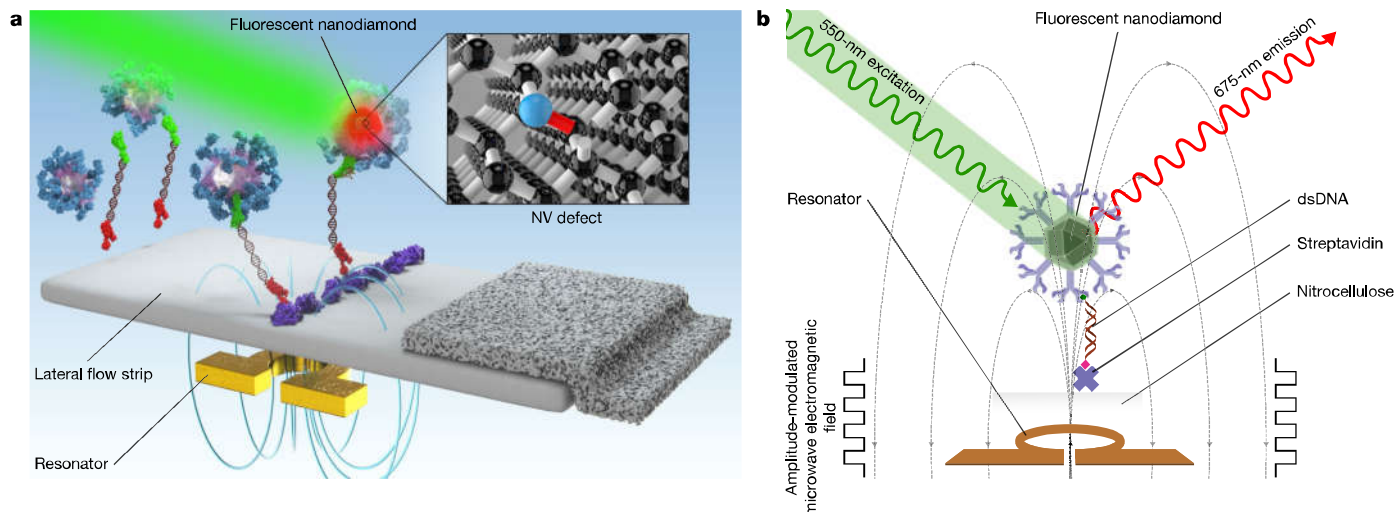 a
Fluorescent nanodiamond
NV defect
Lateral flow strip
Resonator
b
Fluorescent nanodiamond
550-nm excitation
675-nm emission
Resonator
dsDNA
Streptavidin
Nitrocellulose
Amplitude-modulated
microwave electromagnetic
field